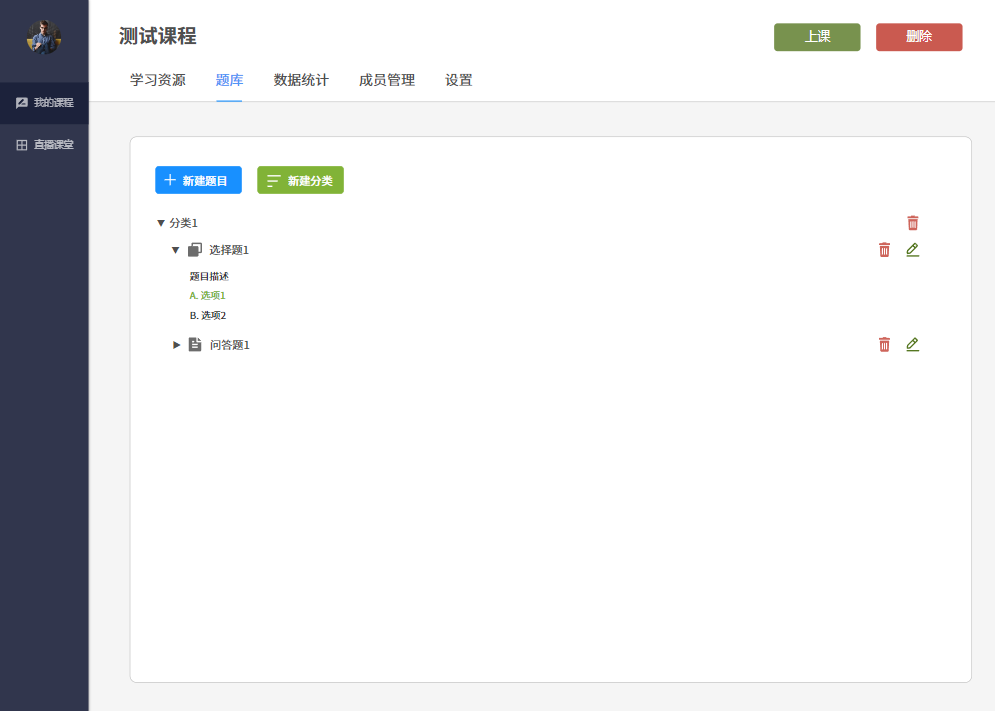 测试课程
上课
删除
学习资源
题库
数据统计
成员管理
设置
我的课程
直播课堂
新建题目
新建分类
分类1
选择题1
题目描述
A. 选项1
B. 选项2
问答题1